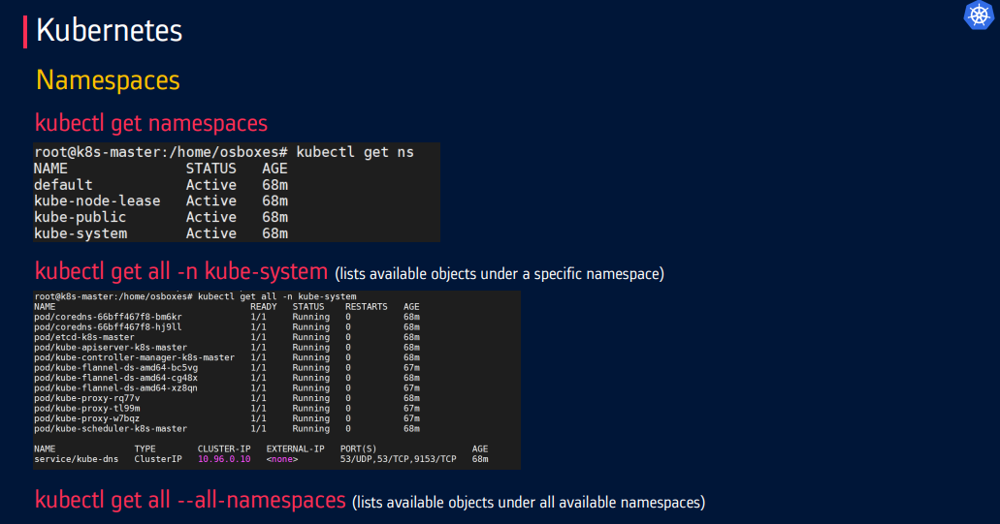 Kubernetes
Namespaces
kubectl get namespaces
root@k8s-master:/home/osboxes# kubectl get ns
NAME STATUS AGE
default Active 68m
kube-node-lease Active 68m
kube-public Active 68m
kube-system Active 68m
kubectl get all -n kube-system (lists available objects under a specific namespace)
root@k8s-master:/home/osboxes# kubectl get all -n kube-system
NAME READY STATUS RESTARTS AGE
pod/coredns-66bff467f8-bm6kr 1/1 Running 0 68m
pod/coredns-66bff467f8-hj9ll 1/1 Running 0 68m
pod/etcd-k8s-master 1/1 Running 0 68m
pod/kube-apiserver-k8s-master 1/1 Running 0 68m
pod/kube-controller-manager-k8s-master 1/1 Running 0 68m
pod/kube-flannel-ds-amd64-bc5vg 1/1 Running 0 67m
pod/kube-flannel-ds-amd64-cg48x 1/1 Running 0 68m
pod/kube-flannel-ds-amd64-xz8qn 1/1 Running 0 67m
pod/kube-proxy-rq77v 1/1 Running 0 68m
pod/kube-proxy-tl99m 1/1 Running 0 67m
pod/kube-proxy-w7bqz 1/1 Running 0 67m
pod/kube-scheduler-k8s-master 1/1 Running 0 68m
NAME TYPE CLUSTER-IP EXTERNAL-IP PORT(S) AGE
service/kube-dns ClusterIP 10.96.0.10 <none> 53/UDP,53/TCP,9153/TCP 68m
kubectl get all --all-namespaces (lists available objects under all available namespaces)